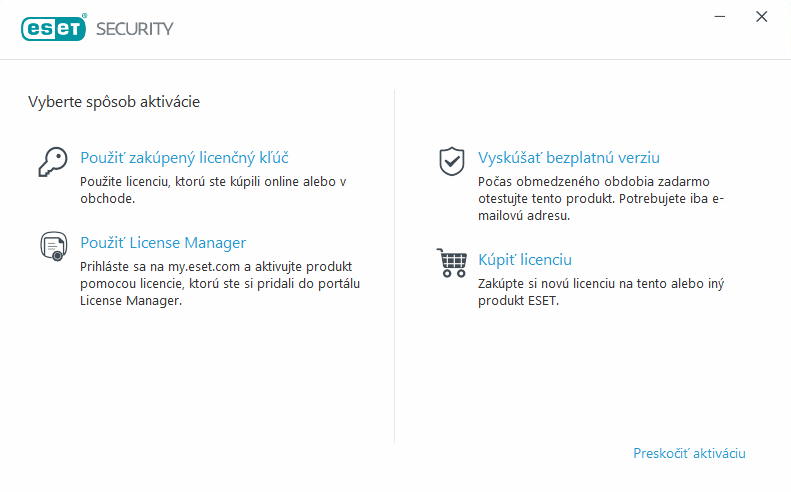 eset® SECURITY
Vyberte spôsob aktivácie
Použiť zakúpený licenčný kľúč
Použite licenciu, ktorú ste kúpili online alebo v
obchode.
Použiť License Manager
Prihláste sa na my.eset.com a aktivujte produkt
pomocou licencie, ktorú ste si pridali do portálu
License Manager.
Vyskúšať bezplatnú verziu
Počas obmedzeného obdobia zadarmo
otestujte tento produkt. Potrebujete iba e-
mailovú adresu.
Kúpiť licenciu
Zakúpte si novú licenciu na tento alebo iný
produkt ESET.
Preskočiť aktiváciu